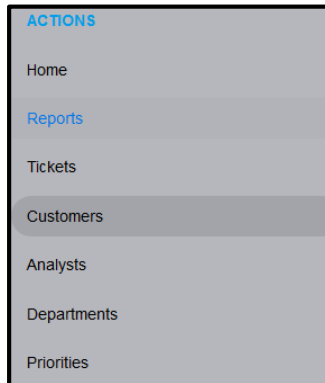 ACTIONS
Home
Reports
Tickets
Customers
Analysts
Departments
Priorities